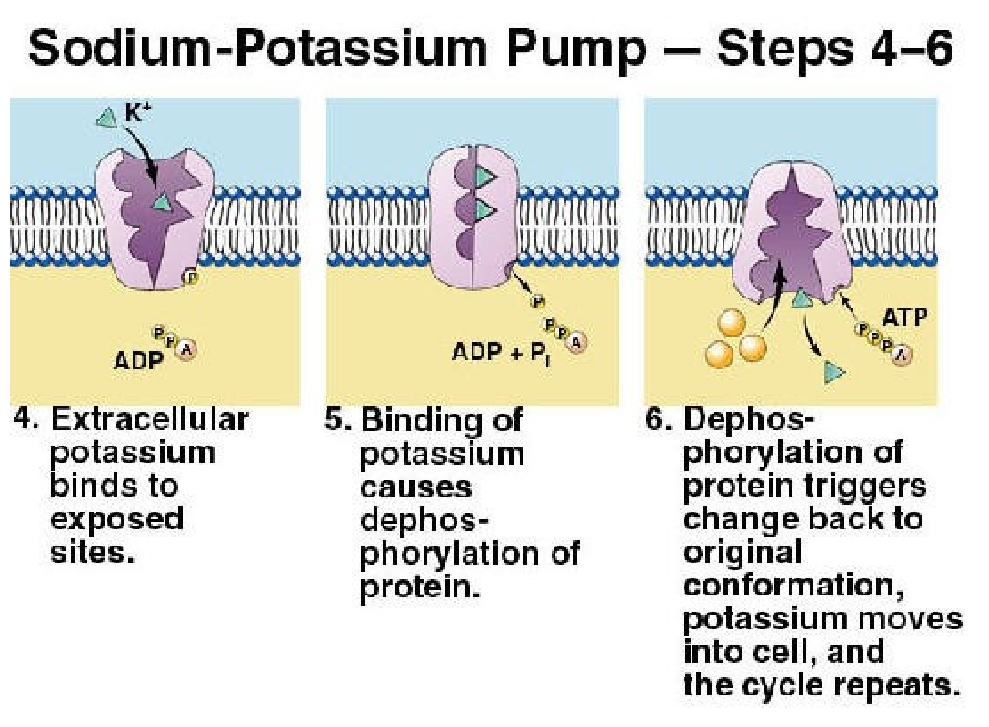 Sodium-Potassium Pump — Steps 4–6
K+
P
P P A
ADP
P
P P A
ADP + PI
ATP
P P P A
4. Extracellular
potassium
binds to
exposed
sites.
5. Binding of
potassium
causes
dephos-
phorylation of
protein.
6. Dephos-
phorylation of
protein triggers
change back to
original
conformation,
potassium moves
into cell, and
the cycle repeats.